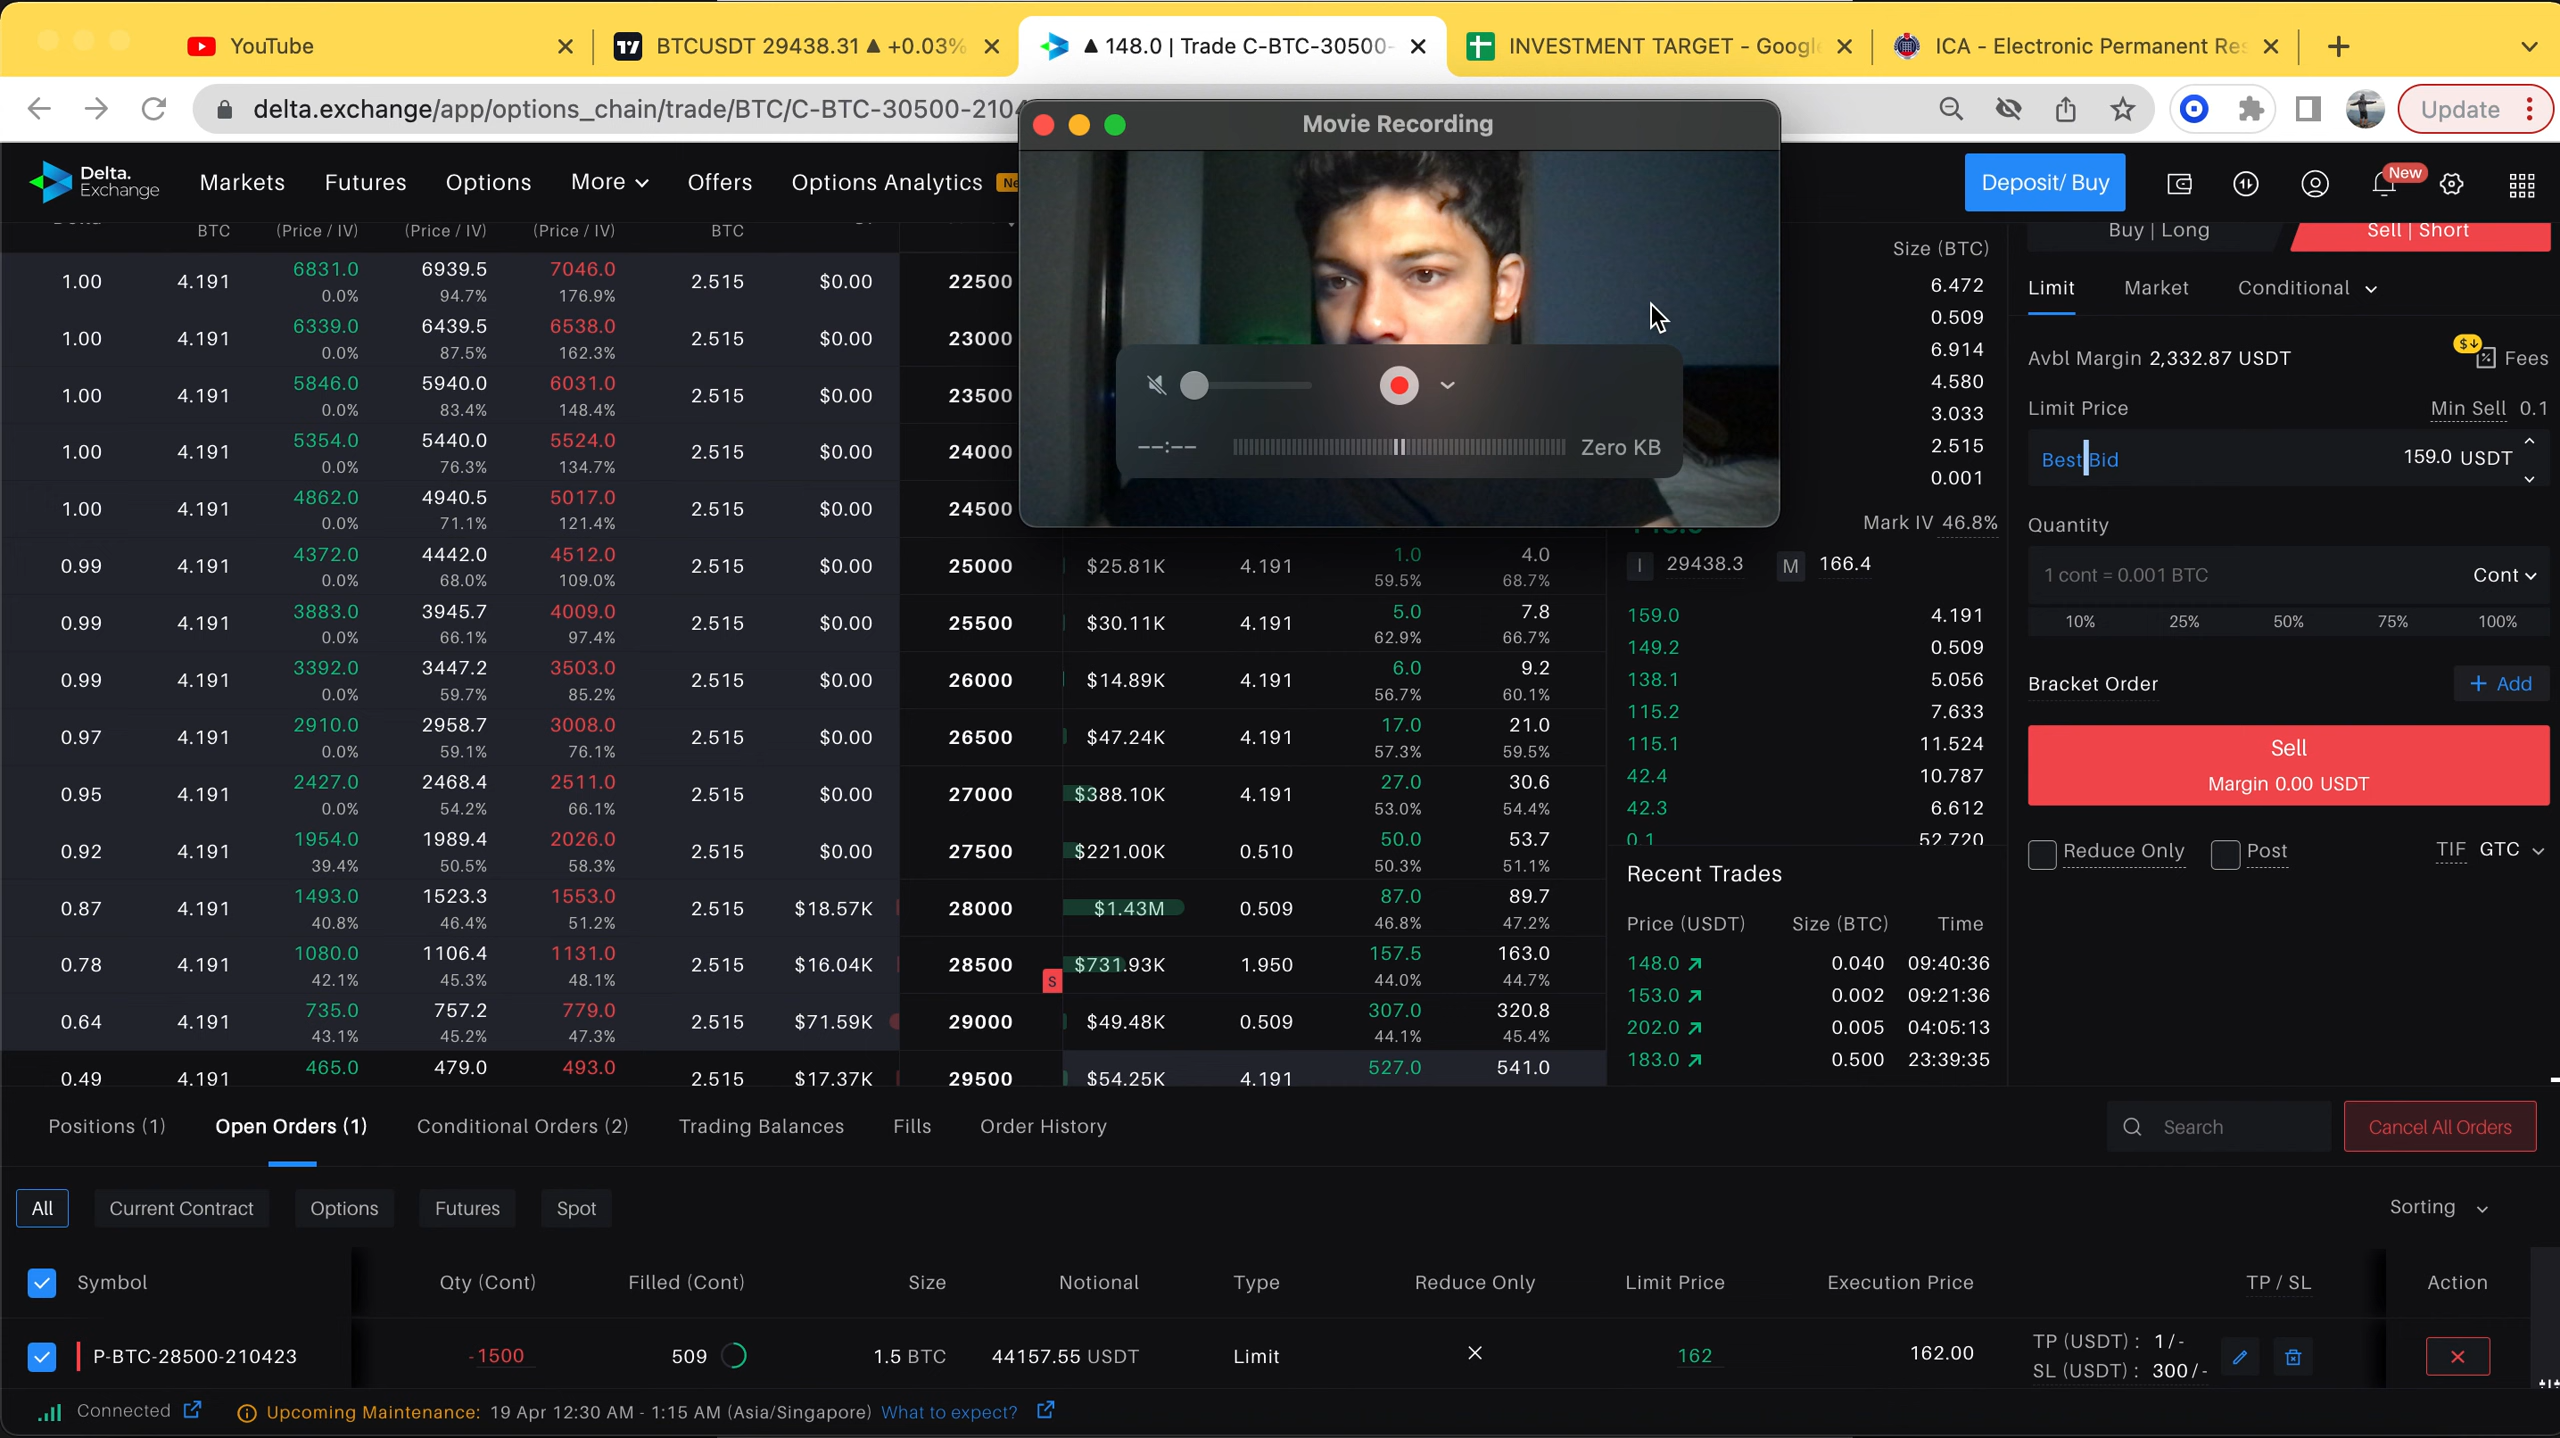 YouTube
BTCUSDT 29438.31 ▲ +0.03%
▲ 148.0 | Trade C-BTC-30500-
INVESTMENT TARGET - Google
ICA - Electronic Permanent Res
delta.exchange/app/options_chain/trade/BTC/C-BTC-30500-2104
Update
Movie Recording
Delta. Exchange
Markets Futures Options More Offers Options Analytics
Deposit/ Buy
New
BTC (Price / IV) (Price / IV) (Price / IV) BTC
Size (BTC)
Buy | Long Sell | Short
1.00 4.191 6831.0 6939.5 7046.0 2.515 $0.00 22500
0.0% 94.7% 176.9%
6.472
Limit Market Conditional
1.00 4.191 6339.0 6439.5 6538.0 2.515 $0.00 23000
0.0% 87.5% 162.3%
0.509
6.914
Avbl Margin 2,332.87 USDT Fees
1.00 4.191 5846.0 5940.0 6031.0 2.515 $0.00 23500
0.0% 83.4% 148.4%
4.580
3.033
Limit Price Min Sell 0.1
1.00 4.191 5354.0 5440.0 5524.0 2.515 $0.00 24000
0.0% 76.3% 134.7%
--:-- Zero KB
2.515
0.001
Best Bid 159.0 USDT
1.00 4.191 4862.0 4940.5 5017.0 2.515 $0.00 24500
0.0% 71.1% 121.4%
Mark IV 46.8%
Quantity
0.99 4.191 4372.0 4442.0 4512.0 2.515 $0.00 25000 $25.81K 4.191 1.0 4.0
0.0% 68.0% 109.0% 59.5% 68.7%
I 29438.3 M 166.4
1 cont = 0.001 BTC Cont
0.99 4.191 3883.0 3945.7 4009.0 2.515 $0.00 25500 $30.11K 4.191 5.0 7.8
0.0% 66.1% 97.4% 62.9% 66.7%
159.0 4.191
149.2 0.509
10% 25% 50% 75% 100%
0.99 4.191 3392.0 3447.2 3503.0 2.515 $0.00 26000 $14.89K 4.191 6.0 9.2
0.0% 59.7% 85.2% 56.7% 60.1%
138.1 5.056
Bracket Order + Add
0.97 4.191 2910.0 2958.7 3008.0 2.515 $0.00 26500 $47.24K 4.191 17.0 21.0
0.0% 59.1% 76.1% 57.3% 59.5%
115.2 7.633
115.1 11.524
Sell
Margin 0.00 USDT
0.95 4.191 2427.0 2468.4 2511.0 2.515 $0.00 27000 $388.10K 4.191 27.0 30.6
0.0% 54.2% 66.1% 53.0% 54.4%
42.4 10.787
42.3 6.612
0.1 52.720
0.92 4.191 1954.0 1989.4 2026.0 2.515 $0.00 27500 $221.00K 0.510 50.0 53.7
39.4% 50.5% 58.3% 50.3% 51.1%
Reduce Only Post TIF GTC
Recent Trades
0.87 4.191 1493.0 1523.3 1553.0 2.515 $18.57K 28000 $1.43M 0.509 87.0 89.7
40.8% 46.4% 51.2% 46.8% 47.2%
Price (USDT) Size (BTC) Time
0.78 4.191 1080.0 1106.4 1131.0 2.515 $16.04K 28500 $731.93K 1.950 157.5 163.0
42.1% 45.3% 48.1% S 44.0% 44.7%
148.0 0.040 09:40:36
153.0 0.002 09:21:36
0.64 4.191 735.0 757.2 779.0 2.515 $71.59K 29000 $49.48K 0.509 307.0 320.8
43.1% 45.2% 47.3% 44.1% 45.4%
202.0 0.005 04:05:13
183.0 0.500 23:39:35
0.49 4.191 465.0 479.0 493.0 2.515 $17.37K 29500 $54.25K 4.191 527.0 541.0
Positions (1) Open Orders (1) Conditional Orders (2) Trading Balances Fills Order History Search Cancel All Orders
All Current Contract Options Futures Spot Sorting
Symbol Qty (Cont) Filled (Cont) Size Notional Type Reduce Only Limit Price Execution Price TP / SL Action
P-BTC-28500-210423 -1500 509 1.5 BTC 44157.55 USDT Limit 162 162.00
TP (USDT) : 1 / -
SL (USDT) : 300 / -
Connected Upcoming Maintenance: 19 Apr 12:30 AM - 1:15 AM (Asia/Singapore) What to expect?